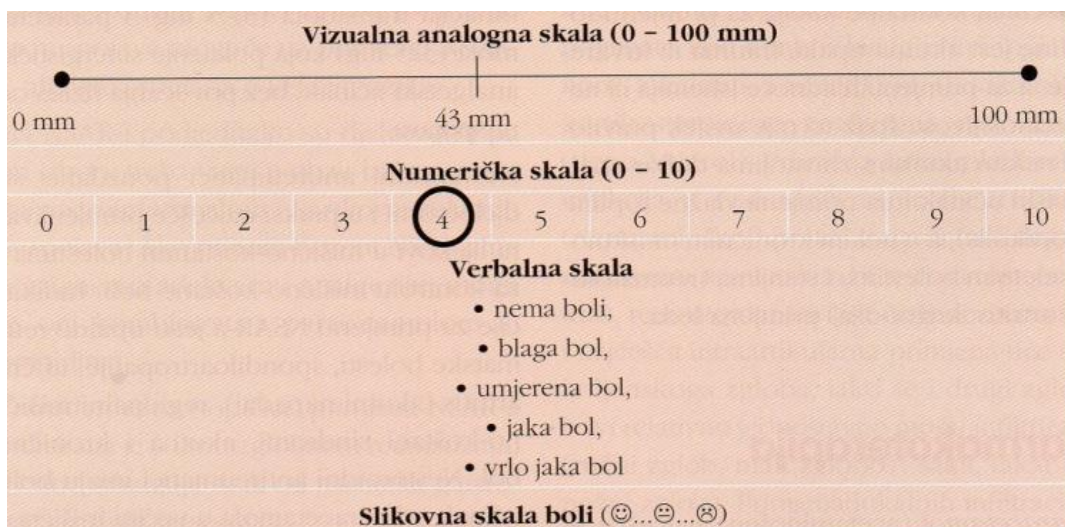 Vizualna analogna skala (0 – 100 mm)
0 mm 43 mm 100 mm
Numerička skala (0 – 10)
0 1 2 3 4 5 6 7 8 9 10
Verbalna skala
• nema boli,
• blaga bol,
• umjerena bol,
• jaka bol,
• vrlo jaka bol
Slikovna skala boli (☺...😐...☹)